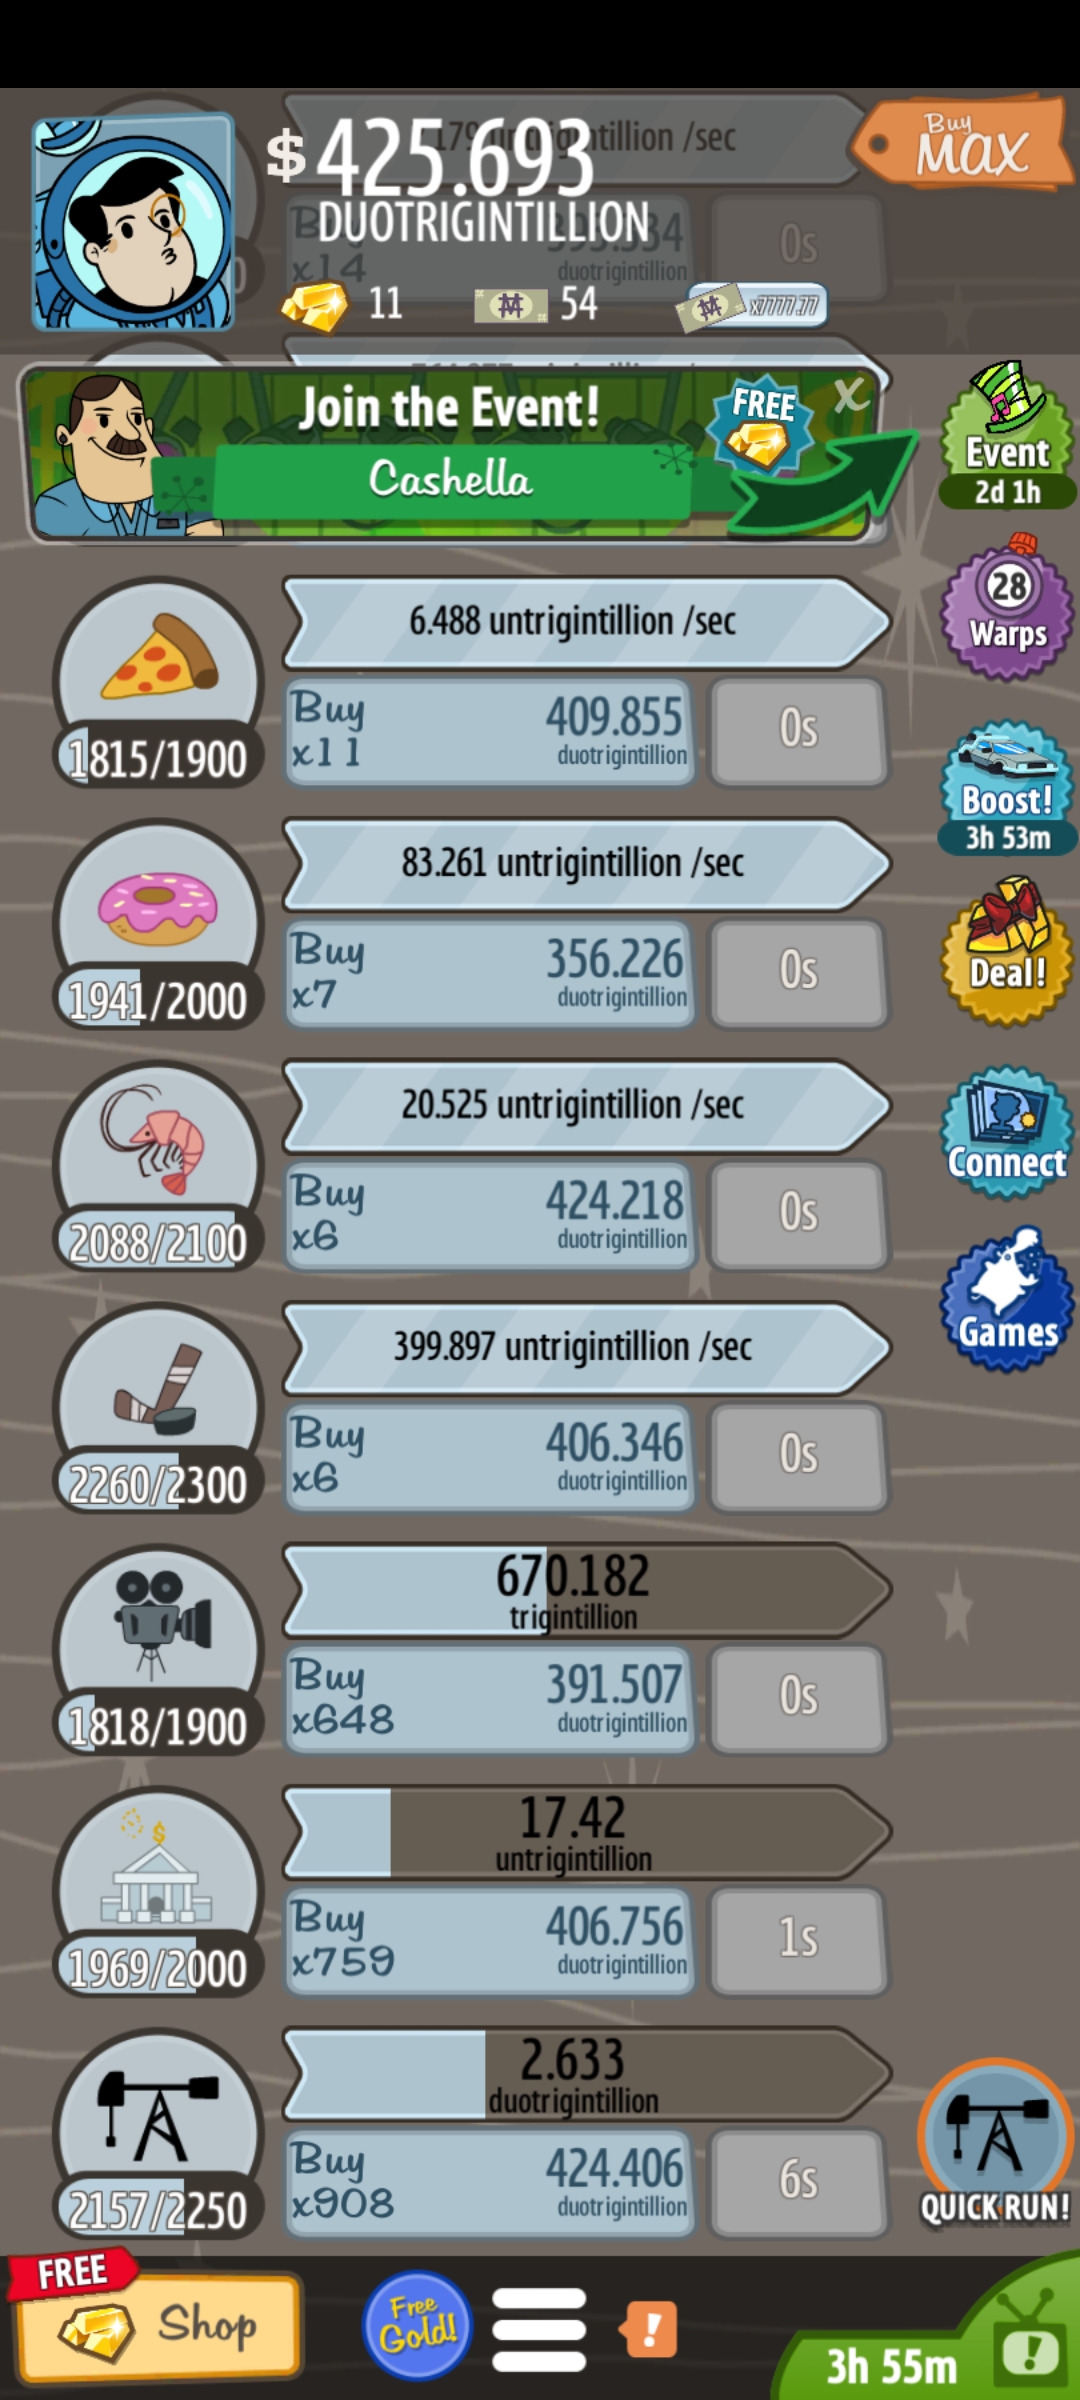 $425.693
DUOTRIGINTILLION
Buy
MAX
Buy
x14
duotrigintillion
0s
11
54
x7777.77
Join the Event!
FREE
X
Cashella
Event
2d 1h
6.488 untrigintillion /sec
28
Warps
Buy
x11
409.855
duotrigintillion
0s
1815/1900
Boost!
3h 53m
83.261 untrigintillion /sec
Buy
x7
356.226
duotrigintillion
0s
1941/2000
Deal!
20.525 untrigintillion /sec
Connect
Buy
x6
424.218
duotrigintillion
0s
2088/2100
Games
399.897 untrigintillion /sec
Buy
x6
406.346
duotrigintillion
0s
2260/2300
670.182
trigintillion
Buy
x648
391.507
duotrigintillion
0s
1818/1900
17.42
untrigintillion
Buy
x759
406.756
duotrigintillion
1s
1969/2000
2.633
duotrigintillion
Buy
x908
424.406
duotrigintillion
6s
2157/2250
QUICK RUN!
FREE
Shop
Free
Gold!
!
3h 55m
!